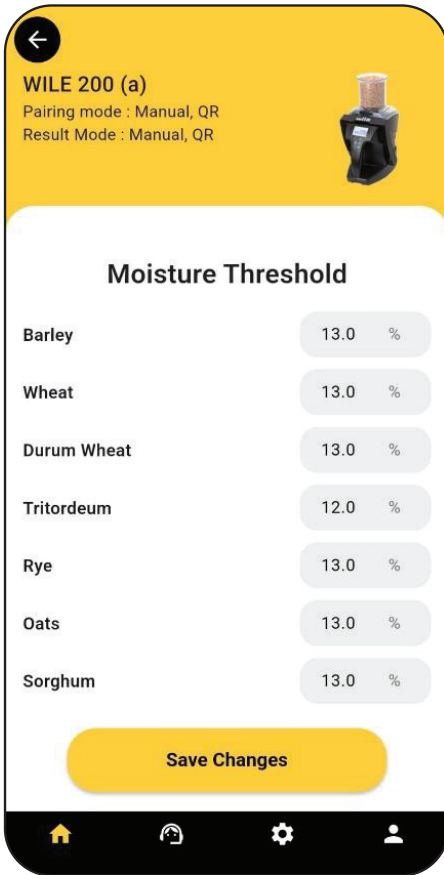 WILE 200 (a)
Pairing mode : Manual, QR
Result Mode : Manual, QR
Moisture Threshold
Barley 13.0 %
Wheat 13.0 %
Durum Wheat 13.0 %
Tritordeum 12.0 %
Rye 13.0 %
Oats 13.0 %
Sorghum 13.0 %
Save Changes